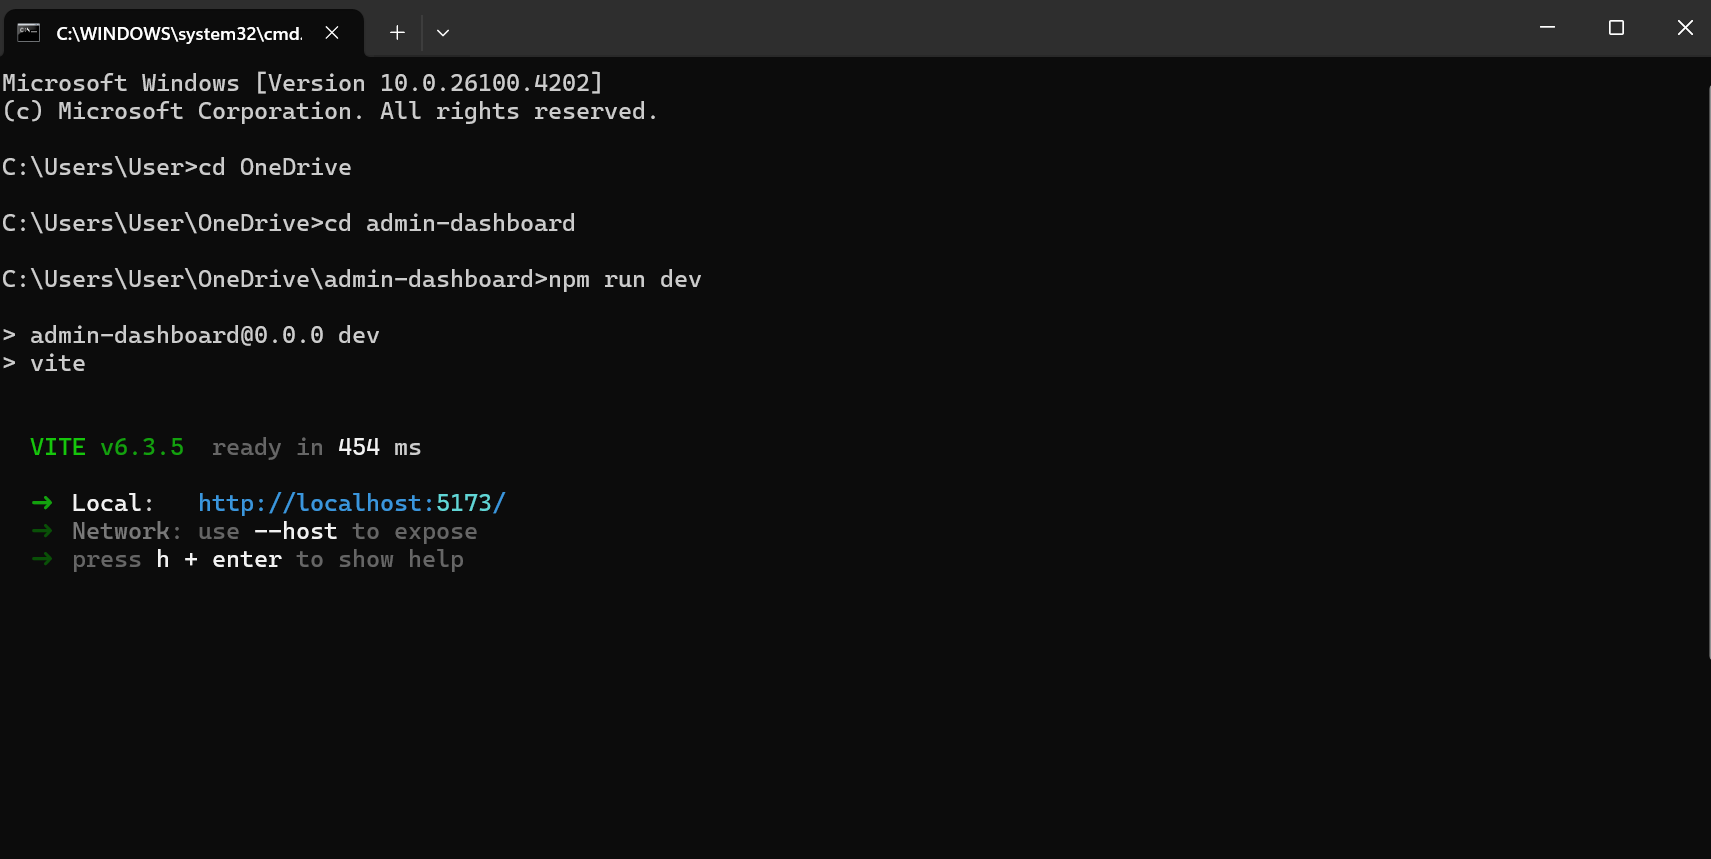 C:\WINDOWS\system32\cmd.
Microsoft Windows [Version 10.0.26100.4202]
(c) Microsoft Corporation. All rights reserved.
C:\Users\User>cd OneDrive
C:\Users\User\OneDrive>cd admin-dashboard
C:\Users\User\OneDrive\admin-dashboard>npm run dev
> admin-dashboard@0.0.0 dev
> vite
VITE v6.3.5  ready in 454 ms
➜ Local:   http://localhost:5173/
➜ Network: use --host to expose
➜ press h + enter to show help